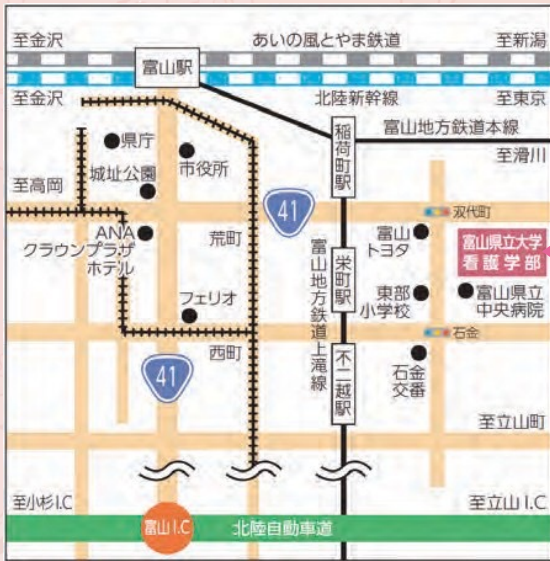 至金沢
あいの風とやま鉄道
至新潟
富山駅
至金沢
北陸新幹線
至東京
稲荷町駅
富山地方鉄道本線
至滑川
県庁
市役所
城址公園
至高岡
41
双代町
ANA
クラウンプラザ
ホテル
荒町
富山
トヨタ
富山県立大学
看護学部
富山地方鉄道上滝線
栄町駅
フェリオ
東部
小学校
富山県立
中央病院
石金
西町
不二越駅
41
石金
交番
至立山町
至小杉I.C
至立山I.C
富山I.C
北陸自動車道